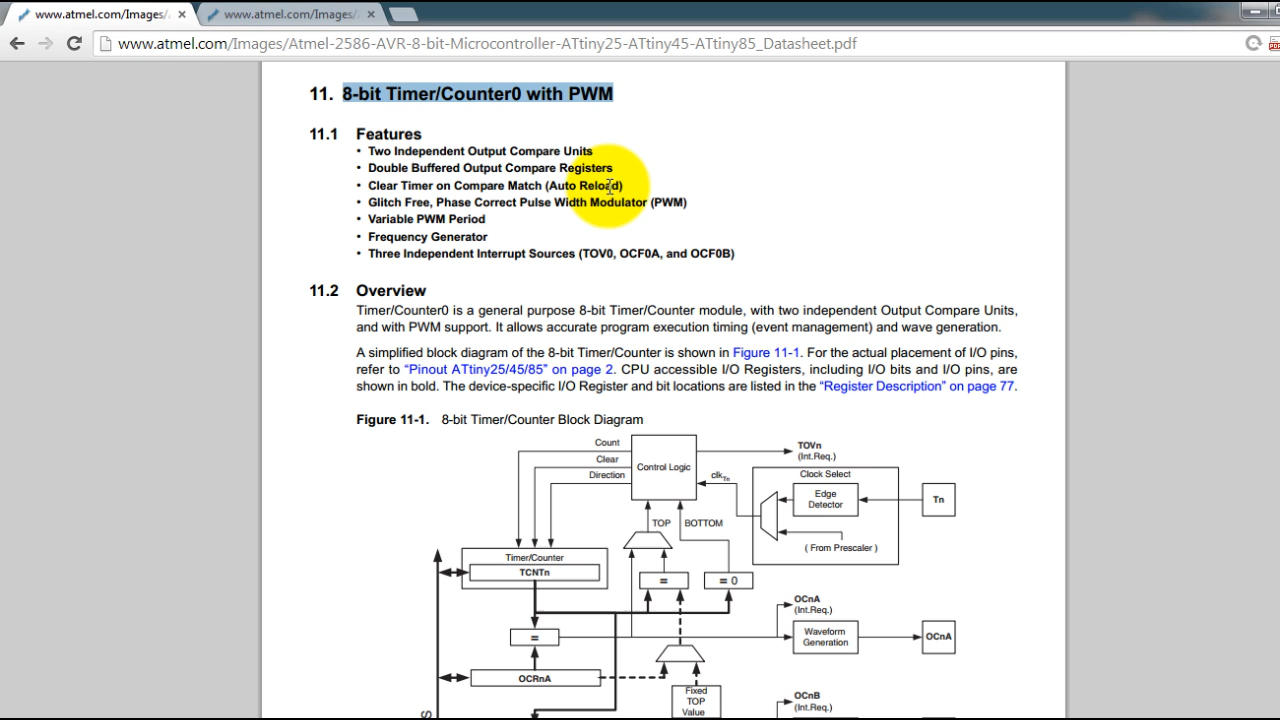 www.atmel.com/Images/
www.atmel.com/Images/
www.atmel.com/Images/Atmel-2586-AVR-8-bit-Microcontroller-ATtiny25-ATtiny45-ATtiny85_Datasheet.pdf
11. 8-bit Timer/Counter0 with PWM
11.1 Features
• Two Independent Output Compare Units
• Double Buffered Output Compare Registers
• Clear Timer on Compare Match (Auto Reload)
• Glitch Free, Phase Correct Pulse Width Modulator (PWM)
• Variable PWM Period
• Frequency Generator
• Three Independent Interrupt Sources (TOV0, OCF0A, and OCF0B)
11.2 Overview
Timer/Counter0 is a general purpose 8-bit Timer/Counter module, with two independent Output Compare Units,
and with PWM support. It allows accurate program execution timing (event management) and wave generation.
A simplified block diagram of the 8-bit Timer/Counter is shown in Figure 11-1. For the actual placement of I/O pins,
refer to “Pinout ATtiny25/45/85” on page 2. CPU accessible I/O Registers, including I/O bits and I/O pins, are
shown in bold. The device-specific I/O Register and bit locations are listed in the “Register Description” on page 77.
Figure 11-1. 8-bit Timer/Counter Block Diagram
Count
Clear
Direction
Control Logic
TOVn
(Int.Req.)
clkTn
Clock Select
Edge
Detector
Tn
( From Prescaler )
TOP
BOTTOM
Timer/Counter
TCNTn
=
= 0
OCnA
(Int.Req.)
=
Waveform
Generation
OCnA
OCRnA
Fixed
TOP
Value
OCnB
(Int.Req.)
S